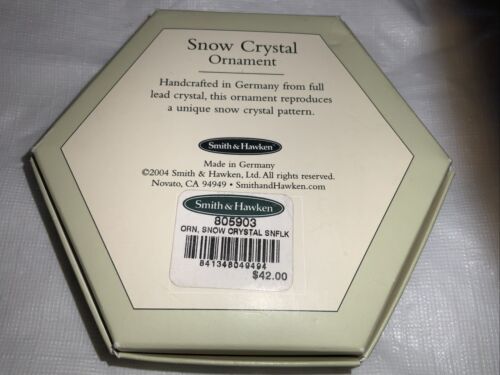 Snow Crystal
Ornament
Handcrafted in Germany from full
lead crystal, this ornament reproduces
a unique snow crystal pattern.
Smith & Hawken
Made in Germany
©2004 Smith & Hawken, Ltd. All rights reserved.
Novato, CA 94949 • SmithandHawken.com
Smith & Hawken
805903
ORN, SNOW CRYSTAL SNFLK
841348049494
$42.00